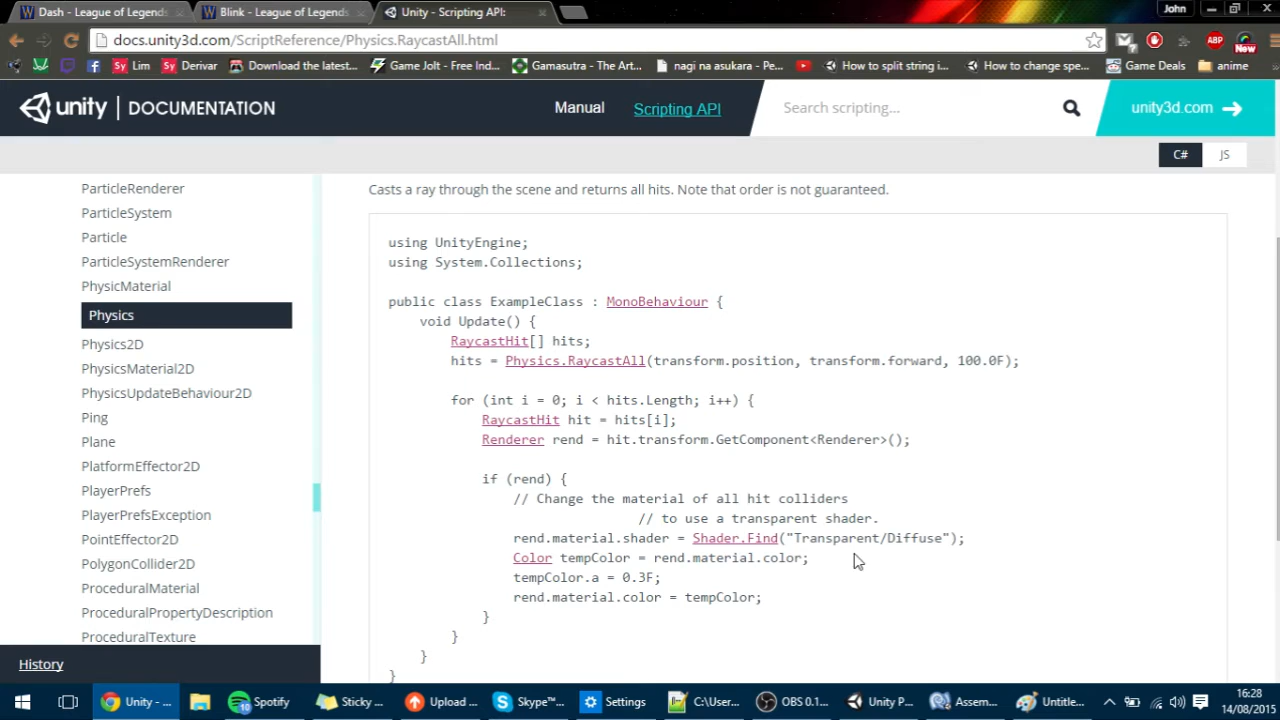 Dash - League of Legends
Blink - League of Legends
Unity - Scripting API:
John
docs.unity3d.com/ScriptReference/Physics.RaycastAll.html
ABP
New
Sy Lim
Sy Derivar
Download the latest...
Game Jolt - Free Ind...
Gamasutra - The Art...
nagi no asukara - Pe...
How to split string i...
How to change spe...
Game Deals
anime
unity | DOCUMENTATION
Manual
Scripting API
Search scripting...
unity3d.com
C#
JS
ParticleRenderer
ParticleSystem
Particle
ParticleSystemRenderer
PhysicMaterial
Physics
Physics2D
PhysicsMaterial2D
PhysicsUpdateBehaviour2D
Ping
Plane
PlatformEffector2D
PlayerPrefs
PlayerPrefsException
PointEffector2D
PolygonCollider2D
ProceduralMaterial
ProceduralPropertyDescription
ProceduralTexture
History
Casts a ray through the scene and returns all hits. Note that order is not guaranteed.
using UnityEngine;
using System.Collections;
public class ExampleClass : MonoBehaviour {
void Update() {
RaycastHit[] hits;
hits = Physics.RaycastAll(transform.position, transform.forward, 100.0F);
for (int i = 0; i < hits.Length; i++) {
RaycastHit hit = hits[i];
Renderer rend = hit.transform.GetComponent<Renderer>();
if (rend) {
// Change the material of all hit colliders
// to use a transparent shader.
rend.material.shader = Shader.Find("Transparent/Diffuse");
Color tempColor = rend.material.color;
tempColor.a = 0.3F;
rend.material.color = tempColor;
}
}
}
}
Unity -...
Spotify
Sticky ...
Upload ...
Skype™...
Settings
C:\User...
OBS 0.1...
Unity P...
Assem...
Untitle...
16:28
14/08/2015